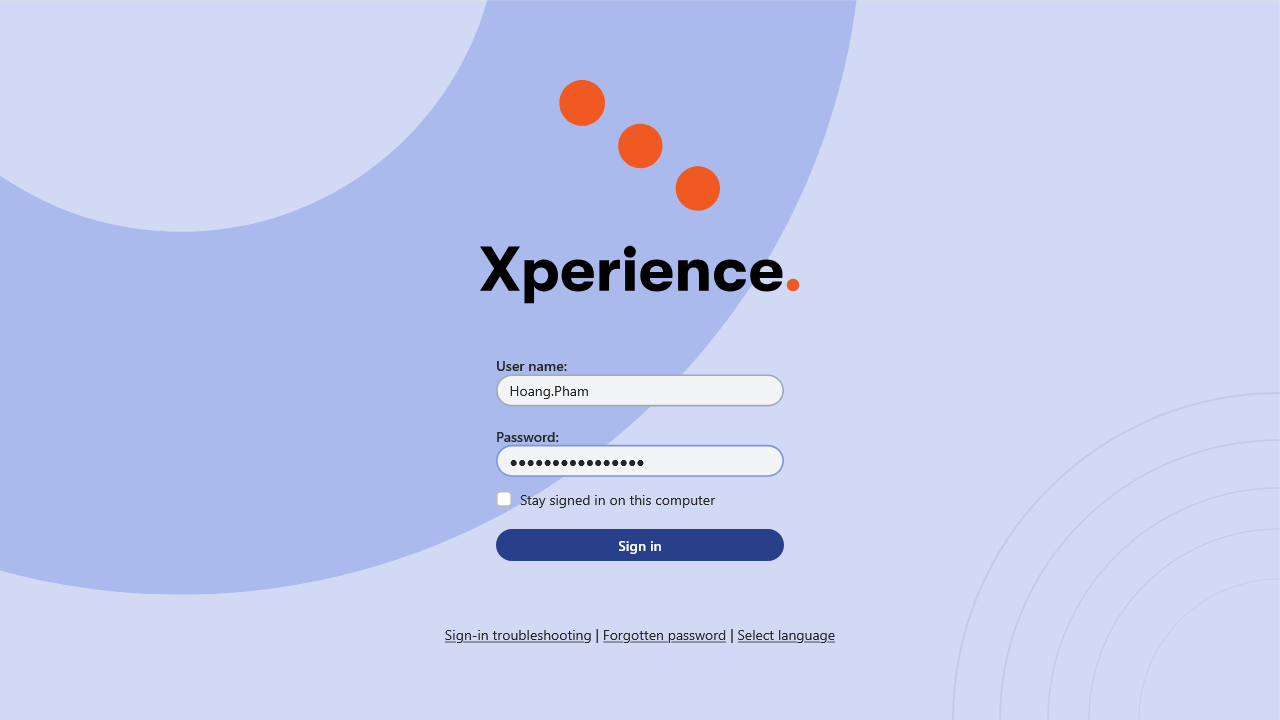 Xperience.
User name:
Hoang.Pham
Password:
••••••••••••••••
Stay signed in on this computer
Sign in
Sign-in troubleshooting | Forgotten password | Select language